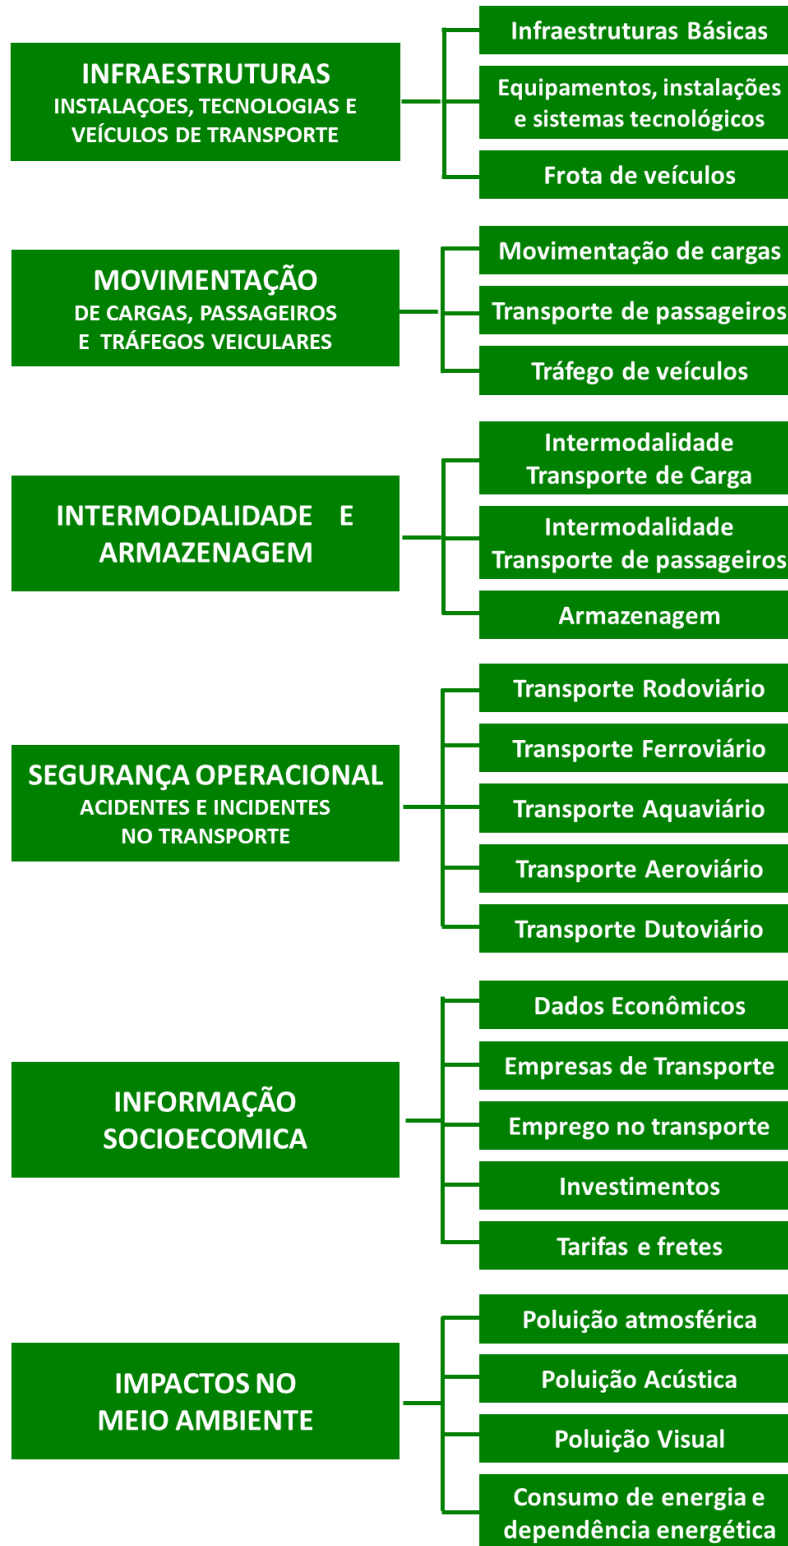 INFRAESTRUTURAS
INSTALAÇOES, TECNOLOGIAS E
VEÍCULOS DE TRANSPORTE
Infraestruturas Básicas
Equipamentos, instalações
e sistemas tecnológicos
Frota de veículos
MOVIMENTAÇÃO
DE CARGAS, PASSAGEIROS
E TRÁFEGOS VEICULARES
Movimentação de cargas
Transporte de passageiros
Tráfego de veículos
INTERMODALIDADE E
ARMAZENAGEM
Intermodalidade
Transporte de Carga
Intermodalidade
Transporte de passageiros
Armazenagem
SEGURANÇA OPERACIONAL
ACIDENTES E INCIDENTES
NO TRANSPORTE
Transporte Rodoviário
Transporte Ferroviário
Transporte Aquaviário
Transporte Aeroviário
Transporte Dutoviário
INFORMAÇÃO
SOCIOECOMICA
Dados Econômicos
Empresas de Transporte
Emprego no transporte
Investimentos
Tarifas e fretes
IMPACTOS NO
MEIO AMBIENTE
Poluição atmosférica
Poluição Acústica
Poluição Visual
Consumo de energia e
dependência energética